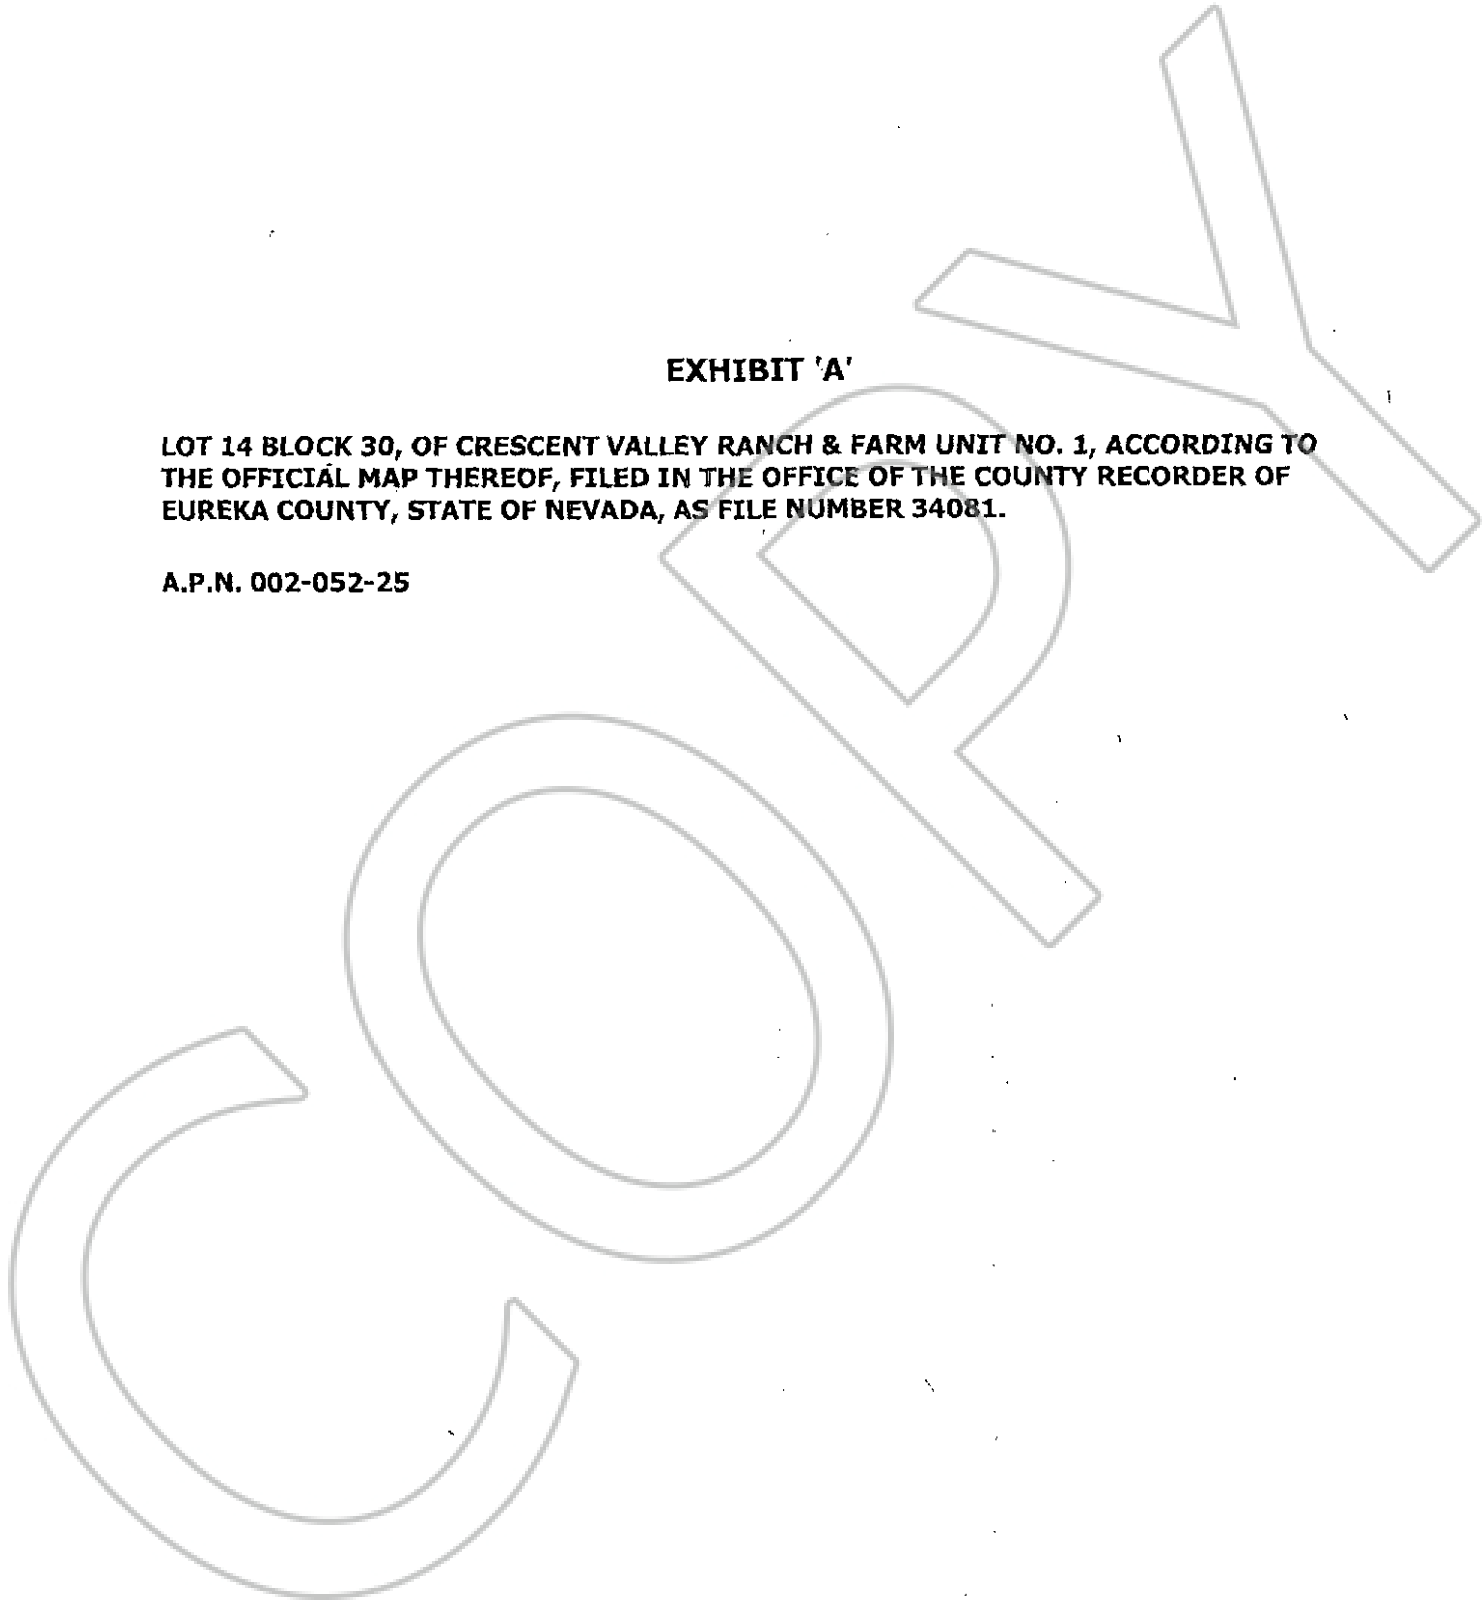 EXHIBIT 'A'
LOT 14 BLOCK 30, OF CRESCENT VALLEY RANCH & FARM UNIT NO. 1, ACCORDING TO
THE OFFICIAL MAP THEREOF, FILED IN THE OFFICE OF THE COUNTY RECORDER OF
EUREKA COUNTY, STATE OF NEVADA, AS FILE NUMBER 34081.
A.P.N. 002-052-25
COPY